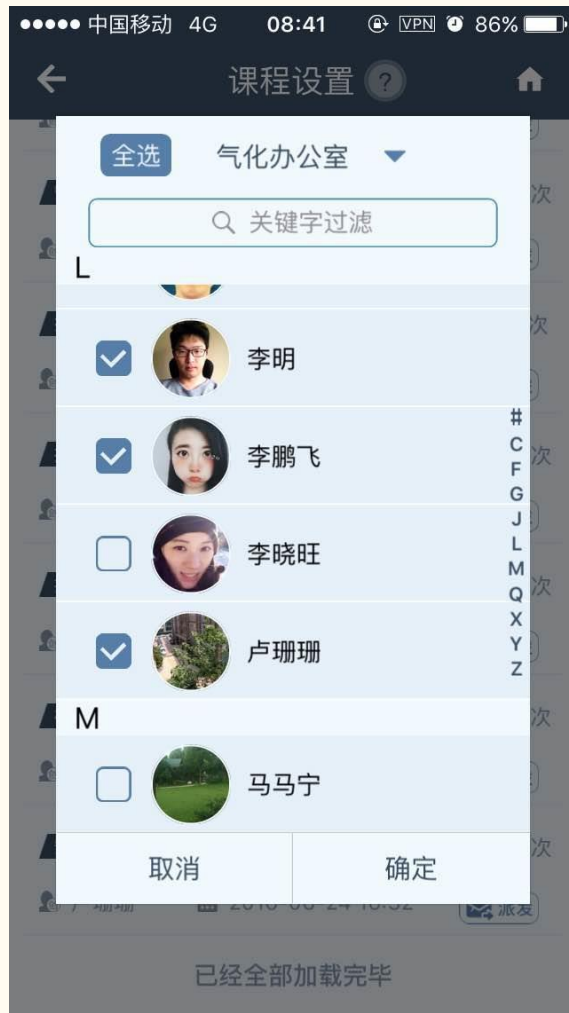 中国移动 4G 08:41 VPN 86%
课程设置 ?
全选 气化办公室
关键字过滤
L
李明
李鹏飞
李晓旺
卢珊珊
M
马马宁
#
C
F
G
J
L
M
Q
X
Y
Z
次
次
次
次
次
次
取消 确定
派发
已经全部加载完毕